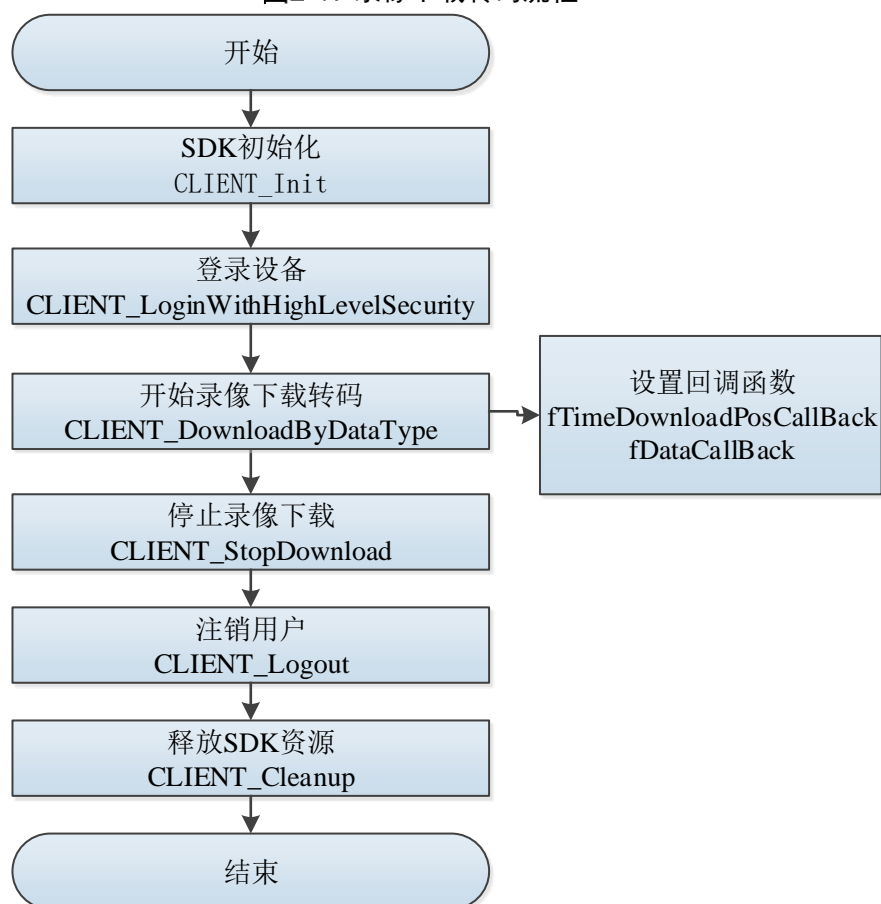 开始
SDK初始化
CLIENT_Init
登录设备
CLIENT_LoginWithHighLevelSecurity
开始录像下载转码
CLIENT_DownloadByDataType
设置回调函数
fTimeDownloadPosCallBack
fDataCallBack
停止录像下载
CLIENT_StopDownload
注销用户
CLIENT_Logout
释放SDK资源
CLIENT_Cleanup
结束